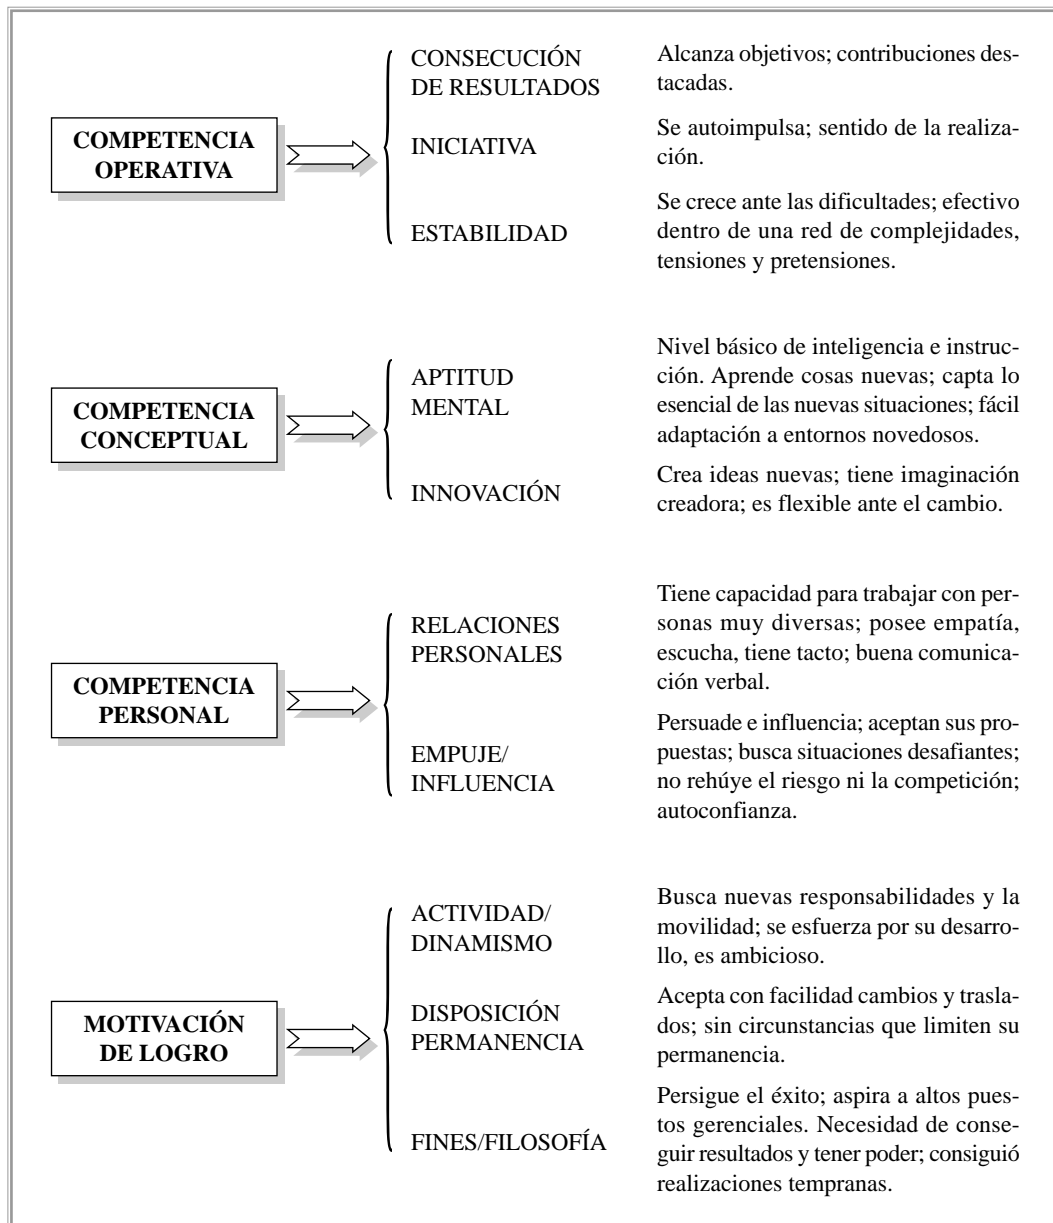 COMPETENCIA
OPERATIVA
CONSECUCIÓN
DE RESULTADOS
Alcanza objetivos; contribuciones des-
tacadas.
INICIATIVA
Se autoimpulsa; sentido de la realiza-
ción.
ESTABILIDAD
Se crece ante las dificultades; efectivo
dentro de una red de complejidades,
tensiones y pretensiones.
COMPETENCIA
CONCEPTUAL
APTITUD
MENTAL
Nivel básico de inteligencia e instruc-
ción. Aprende cosas nuevas; capta lo
esencial de las nuevas situaciones; fácil
adaptación a entornos novedosos.
INNOVACIÓN
Crea ideas nuevas; tiene imaginación
creadora; es flexible ante el cambio.
COMPETENCIA
PERSONAL
RELACIONES
PERSONALES
Tiene capacidad para trabajar con per-
sonas muy diversas; posee empatía,
escucha, tiene tacto; buena comunica-
ción verbal.
EMPUJE/
INFLUENCIA
Persuade e influencia; aceptan sus pro-
puestas; busca situaciones desafiantes;
no rehúye el riesgo ni la competición;
autoconfianza.
MOTIVACIÓN
DE LOGRO
ACTIVIDAD/
DINAMISMO
Busca nuevas responsabilidades y la
movilidad; se esfuerza por su desarro-
llo, es ambicioso.
DISPOSICIÓN
PERMANENCIA
Acepta con facilidad cambios y trasla-
dos; sin circunstancias que limiten su
permanencia.
FINES/FILOSOFÍA
Persigue el éxito; aspira a altos pues-
tos gerenciales. Necesidad de conse-
guir resultados y tener poder; consiguió
realizaciones tempranas.